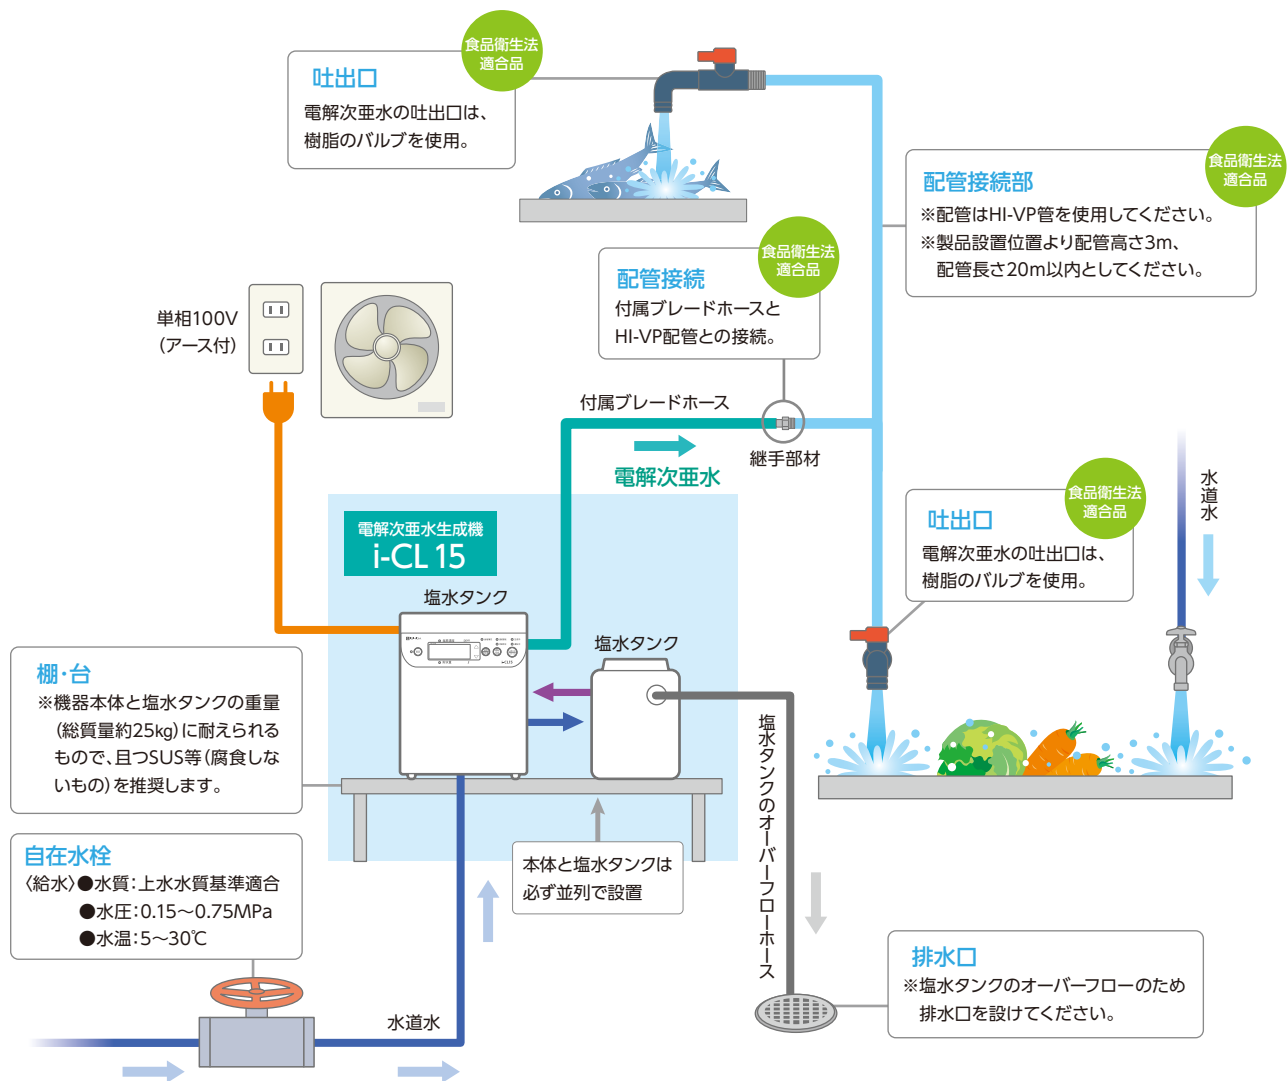 食品衛生法
適合品
吐出口
電解次亜水の吐出口は、
樹脂のバルブを使用。
食品衛生法
適合品
配管接続部
※配管はHI-VP管を使用してください。
※製品設置位置より配管高さ3m、
配管長さ20m以内としてください。
食品衛生法
適合品
配管接続
付属ブレードホースと
HI-VP配管との接続。
単相100V
（アース付）
付属ブレードホース
継手部材
電解次亜水
食品衛生法
適合品
吐出口
電解次亜水の吐出口は、
樹脂のバルブを使用。
水道水
電解次亜水生成機
i-CL 15
塩水タンク
塩水タンク
棚・台
※機器本体と塩水タンクの重量
（総質量約25kg）に耐えられる
もので、且つSUS等（腐食しな
いもの）を推奨します。
塩水タンクのオーバーフローホース
自在水栓
〈給水〉●水質：上水水質基準適合
●水圧：0.15～0.75MPa
●水温：5～30℃
本体と塩水タンクは
必ず並列で設置
排水口
※塩水タンクのオーバーフローのため
排水口を設けてください。
水道水